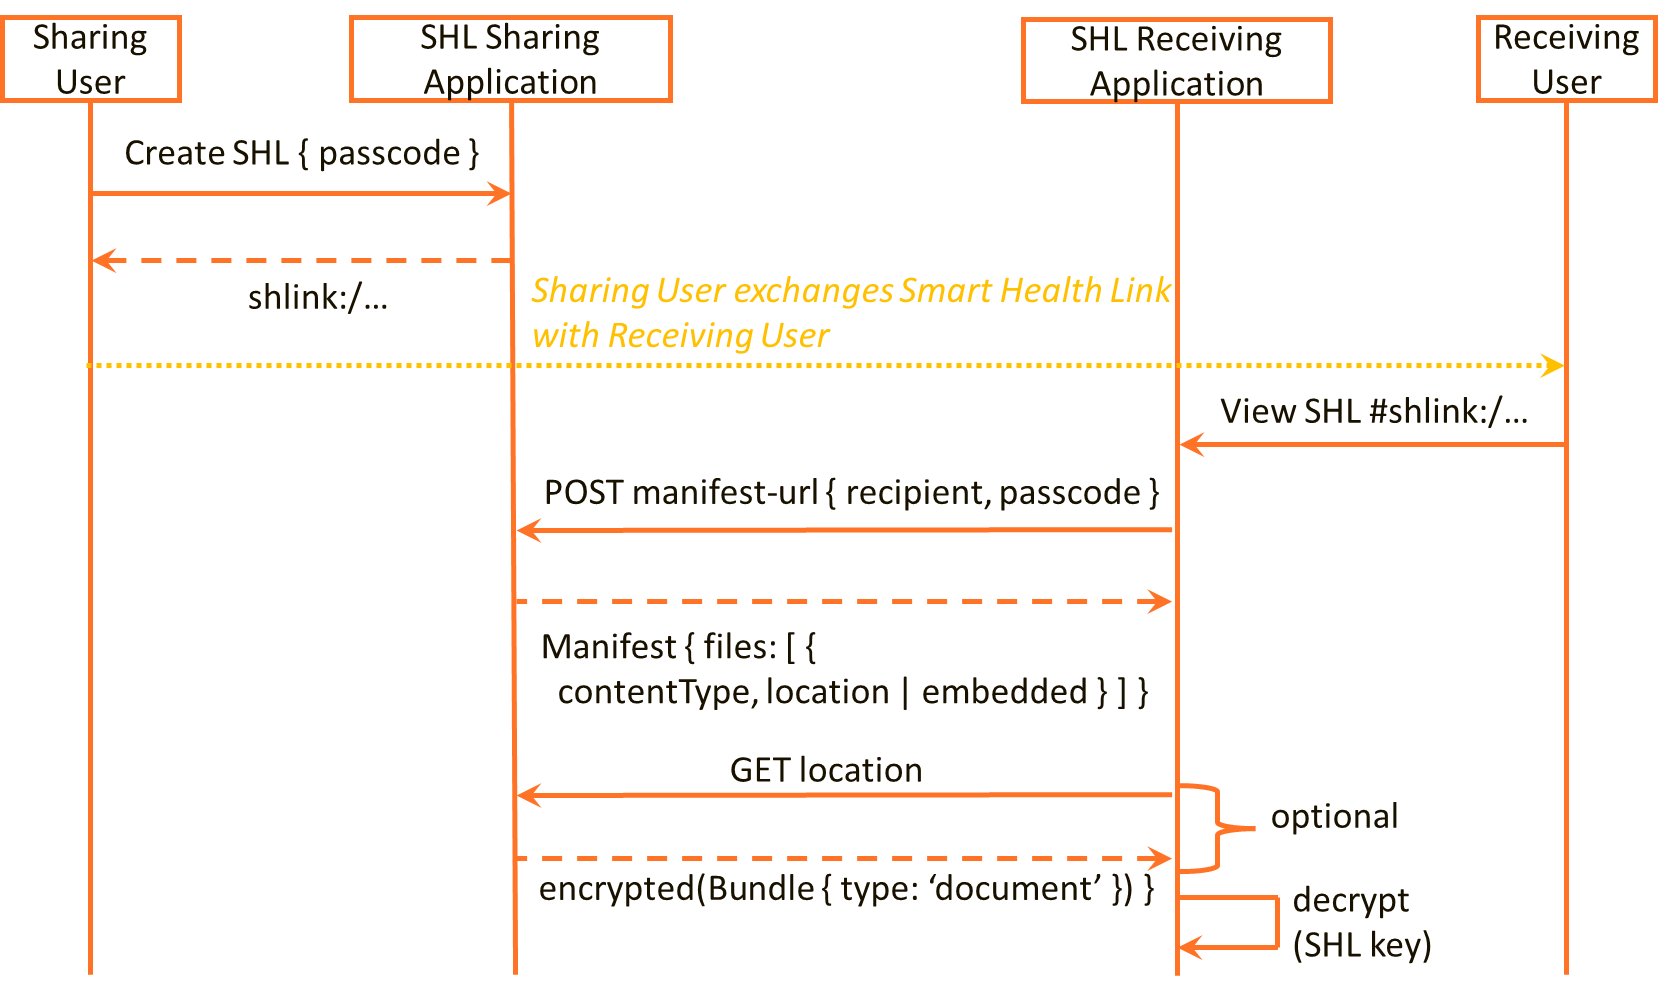 Sharing
User
SHL Sharing
Application
SHL Receiving
Application
Receiving
User
Create SHL { passcode }
shlink:/…
Sharing User exchanges Smart Health Link
with Receiving User
View SHL #shlink:/…
POST manifest-url { recipient, passcode }
Manifest { files: [ {
contentType, location | embedded } ] }
GET location
optional
encrypted(Bundle { type: ‘document’ }) }
decrypt
(SHL key)